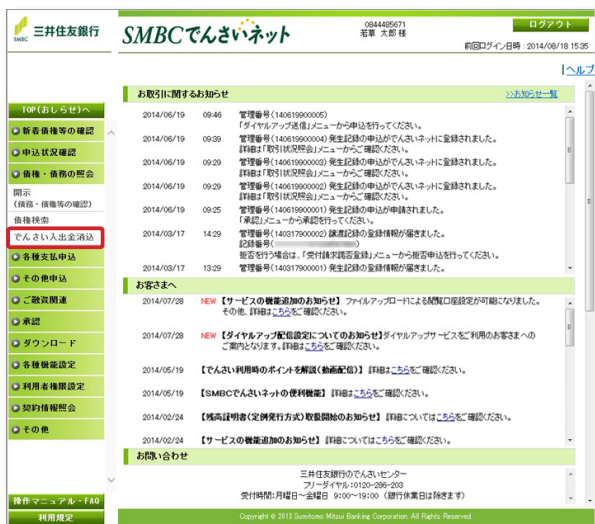 SMBC 三井住友銀行
SMBCでんさいネット
0844485671
若草 太郎 様
ログアウト
前回ログイン日時：2014/08/18 15:35
ヘルプ
TOP(おしらせ)へ
新着債権等の確認
申込状況確認
債権・債務の照会
開示
(債務・債権等の確認)
債権検索
でんさい入出金消込
各種支払申込
その他申込
ご融資関連
承認
ダウンロード
各種機能設定
利用者権限設定
契約情報照会
その他
操作マニュアル・FAQ
利用規定
お取引に関するお知らせ
>>お知らせ一覧
2014/06/19 09:46 管理番号(140619900005)
「ダイヤルアップ送信」メニューから申込を行ってください。
2014/06/19 09:39 管理番号(140619900004) 発生記録の申込がでんさいネットに登録されました。
詳細は「取引状況照会」メニューからご確認ください。
2014/06/19 09:29 管理番号(140619900003) 発生記録の申込がでんさいネットに登録されました。
詳細は「取引状況照会」メニューからご確認ください。
2014/06/19 09:29 管理番号(140619900002) 発生記録の申込がでんさいネットに登録されました。
詳細は「取引状況照会」メニューからご確認ください。
2014/06/19 09:25 管理番号(140619900001) 発生記録の申込が申請されました。
「承認」メニューから承認を行ってください。
2014/03/17 14:29 管理番号(140317900002) 譲渡記録の登録情報が届きました。
記録番号( )
拒否を行う場合は、「受付請求諾否登録」メニューから拒否申込を行ってください。
2014/03/17 13:29 管理番号(140317900001) 発生記録の登録情報が届きました。
お客さまへ
2014/07/28 NEW 【サービスの機能追加のお知らせ】 ファイルアップロードによる閲覧口座設定が可能になりました。
その他、詳細はこちらをご確認ください。
2014/07/28 NEW 【ダイヤルアップ配信設定についてのお知らせ】ダイヤルアップサービスをご利用のお客さまへの
ご案内となります。詳細はこちらをご確認ください。
2014/05/19 【でんさい利用時のポイントを解説(動画配信)】 詳細はこちらをご確認ください。
2014/05/19 【SMBCでんさいネットの便利機能】 詳細はこちらをご確認ください。
2014/02/24 【残高証明書(定例発行方式)取扱開始のお知らせ】 詳細についてはこちらをご確認ください。
2014/02/24 【サービスの機能追加のお知らせ】 詳細についてはこちらをご確認ください。
お問い合わせ
三井住友銀行のでんさいセンター
フリーダイヤル：0120-286-203
受付時間：月曜日～金曜日 9:00～19:00 (銀行休業日は除きます)
Copyright © 2013 Sumitomo Mitsui Banking Corporation. All Rights Reserved.